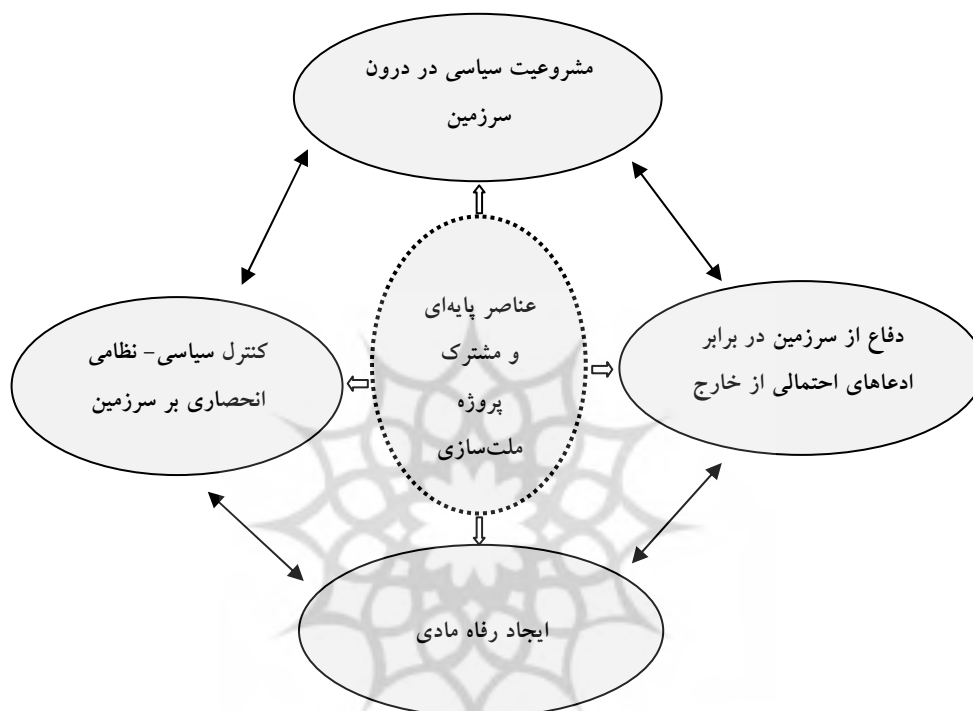 مشروعیت سیاسی در درون
سرزمین
عناصر پایه‌ای
و مشترک
پروژه
ملت‌سازی
دفاع از سرزمین در برابر
ادعاهای احتمالی از خارج
کنترل سیاسی- نظامی
انحصاری بر سرزمین
ایجاد رفاه مادی